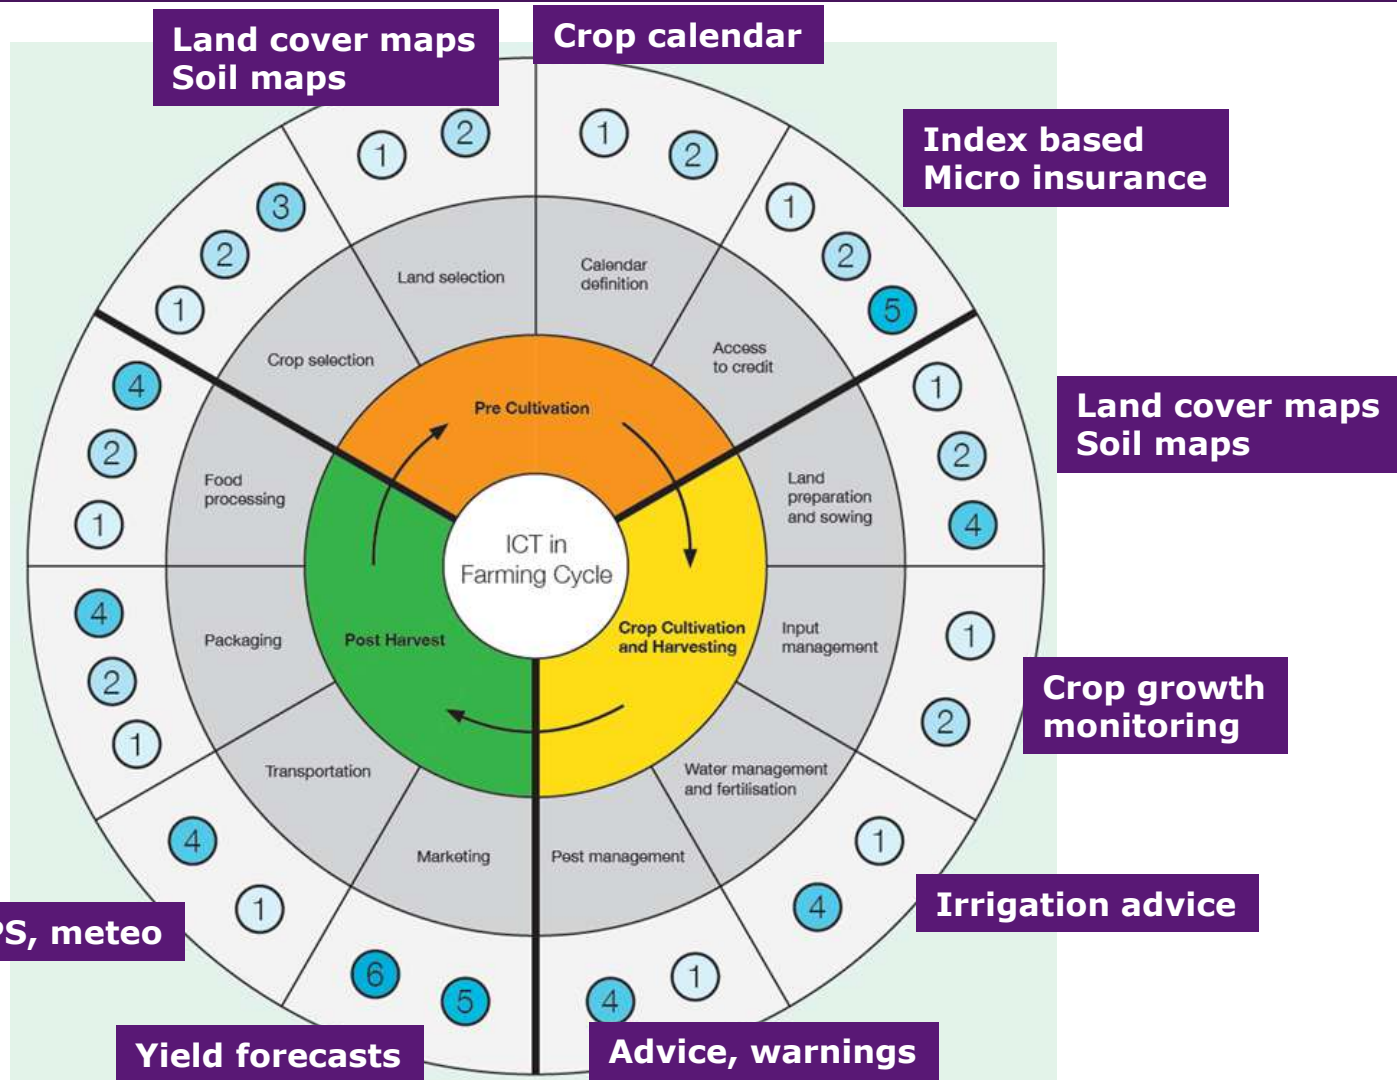 Land cover maps
Soil maps
Crop calendar
Index based
Micro insurance
Land cover maps
Soil maps
Crop growth
monitoring
Irrigation advice
Advice, warnings
Yield forecasts
PS, meteo
1
2
1
2
1
2
5
1
2
4
1
2
1
4
1
4
5
6
1
4
1
2
4
1
2
4
1
2
3
Land selection
Calendar
definition
Access
to credit
Land
preparation
and sowing
Input
management
Water management
and fertilisation
Pest management
Marketing
Transportation
Packaging
Food
processing
Crop selection
Pre Cultivation
Crop Cultivation
and Harvesting
Post Harvest
ICT in
Farming Cycle